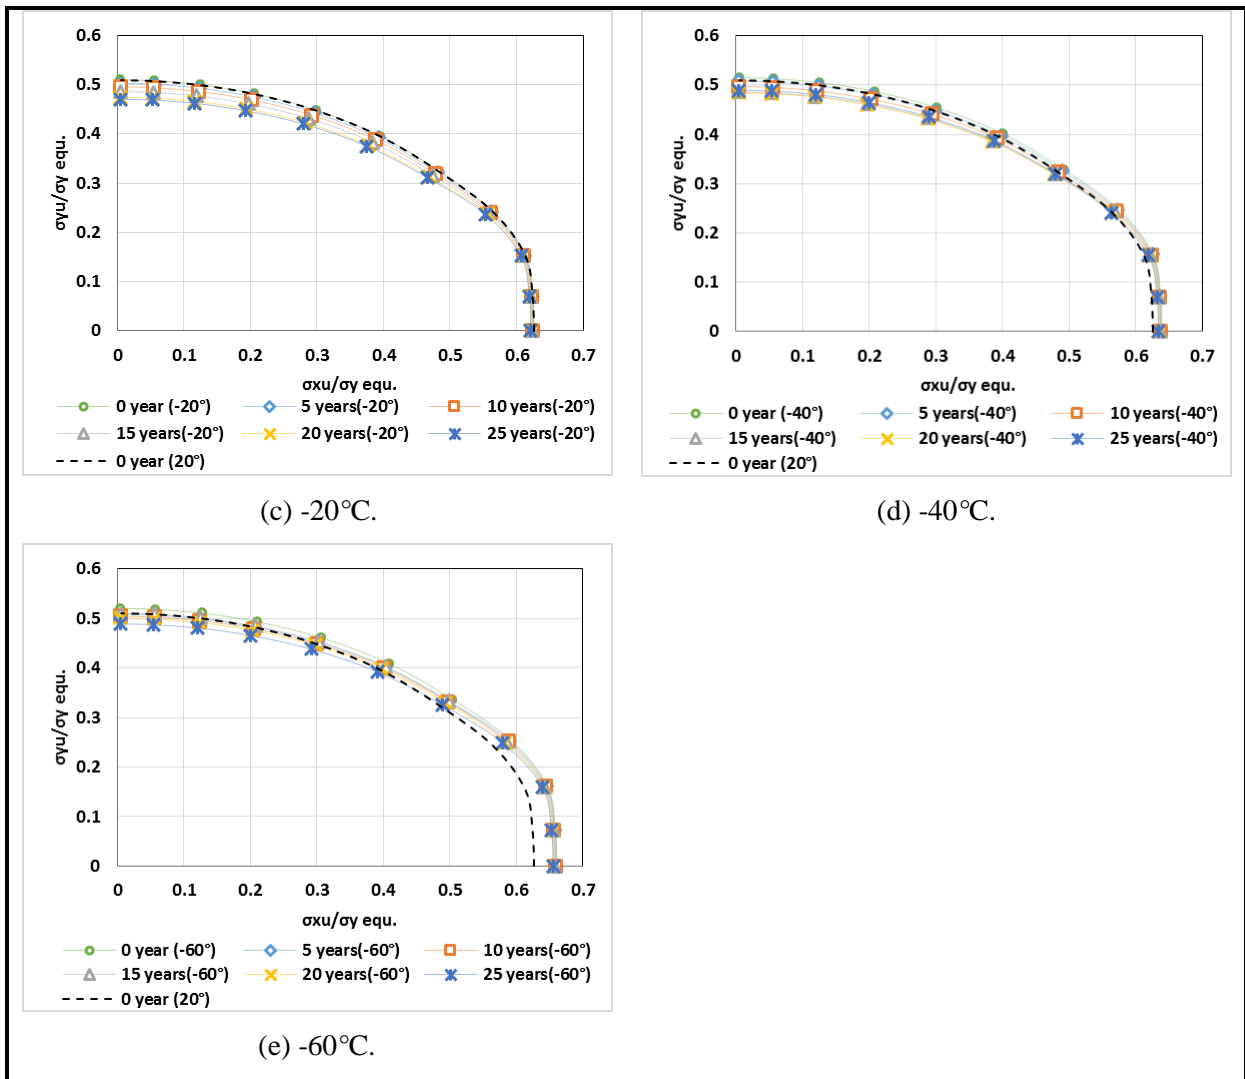 0.6
0.5
0.4
0.3
0.2
0.1
0
σyu/σy equ.
0 0.1 0.2 0.3 0.4 0.5 0.6 0.7
σxu/σy equ.
0 year (-20°) 5 years(-20°) 10 years(-20°)
15 years(-20°) 20 years(-20°) 25 years(-20°)
0 year (20°)
(c) -20°C.
0.6
0.5
0.4
0.3
0.2
0.1
0
σyu/σy equ.
0 0.1 0.2 0.3 0.4 0.5 0.6 0.7
σxu/σy equ.
0 year (-40°) 5 years(-40°) 10 years(-40°)
15 years(-40°) 20 years(-40°) 25 years(-40°)
0 year (20°)
(d) -40°C.
0.6
0.5
0.4
0.3
0.2
0.1
0
σyu/σy equ.
0 0.1 0.2 0.3 0.4 0.5 0.6 0.7
σxu/σy equ.
0 year (-60°) 5 years(-60°) 10 years(-60°)
15 years(-60°) 20 years(-60°) 25 years(-60°)
0 year (20°)
(e) -60°C.